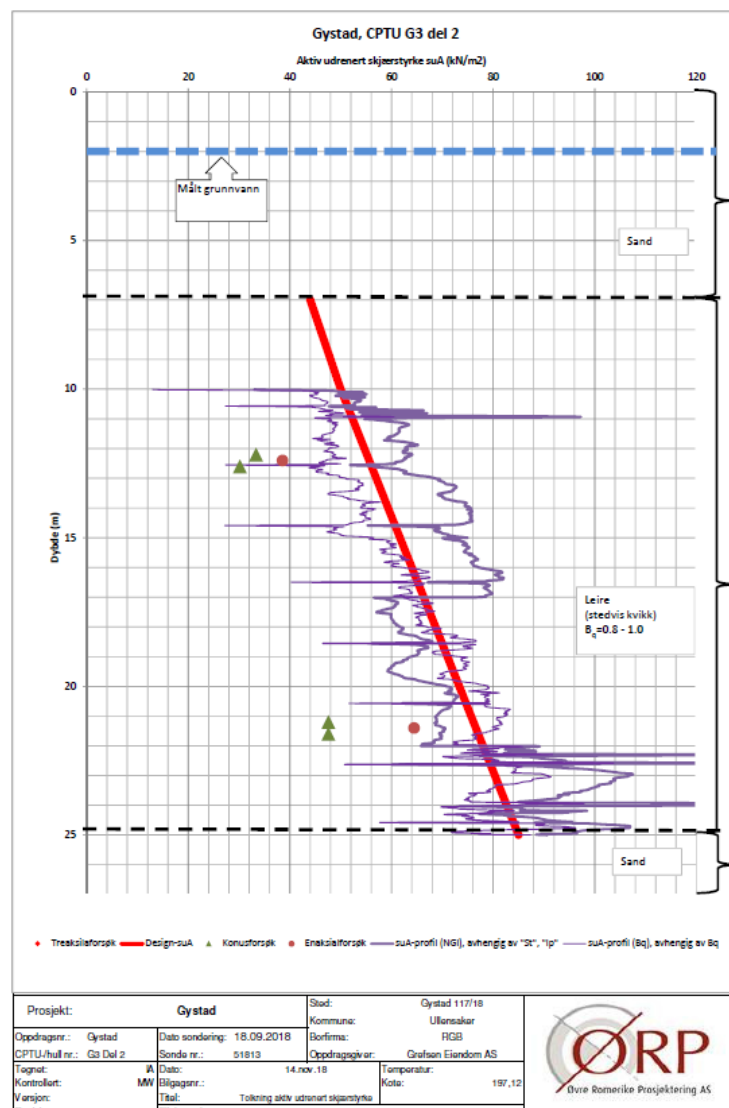 Gystad, CPTU G3 del 2
Aktiv udrenert skjærstyrke suA (kN/m2)
0 20 40 60 80 100 120
0
5
10
15
20
25
Dybde (m)
Målt grunnvann
Sand
Leire
(stedvis kvikk)
Bq=0.8 - 1.0
Sand
Treaksialforsøk Design-suA Konusforsøk Enaksialforsøk suA-profil (NGI), avhengig av "St", "Ip" suA-profil (Bq), avhengig av Bq
Prosjekt: Gystad
Sted: Gystad 117/18
Kommune: Ullensaker
Oppdragsnr.: Gystad Dato sondering: 18.09.2018 Borfirma: RGB
CPTU-/hull nr.: G3 Del 2 Sonde nr.: 51813 Oppdragsgiver: Grefsen Eiendom AS
Tegnet: IA Dato: 14.nov.18 Temperatur:
Kontrollert: MW Bilagsnr.: Kote: 197,12
Versjon: Titel: Tolkning aktiv udrenert skjærstyrke
ØRP
Øvre Romerike Prosjektering AS